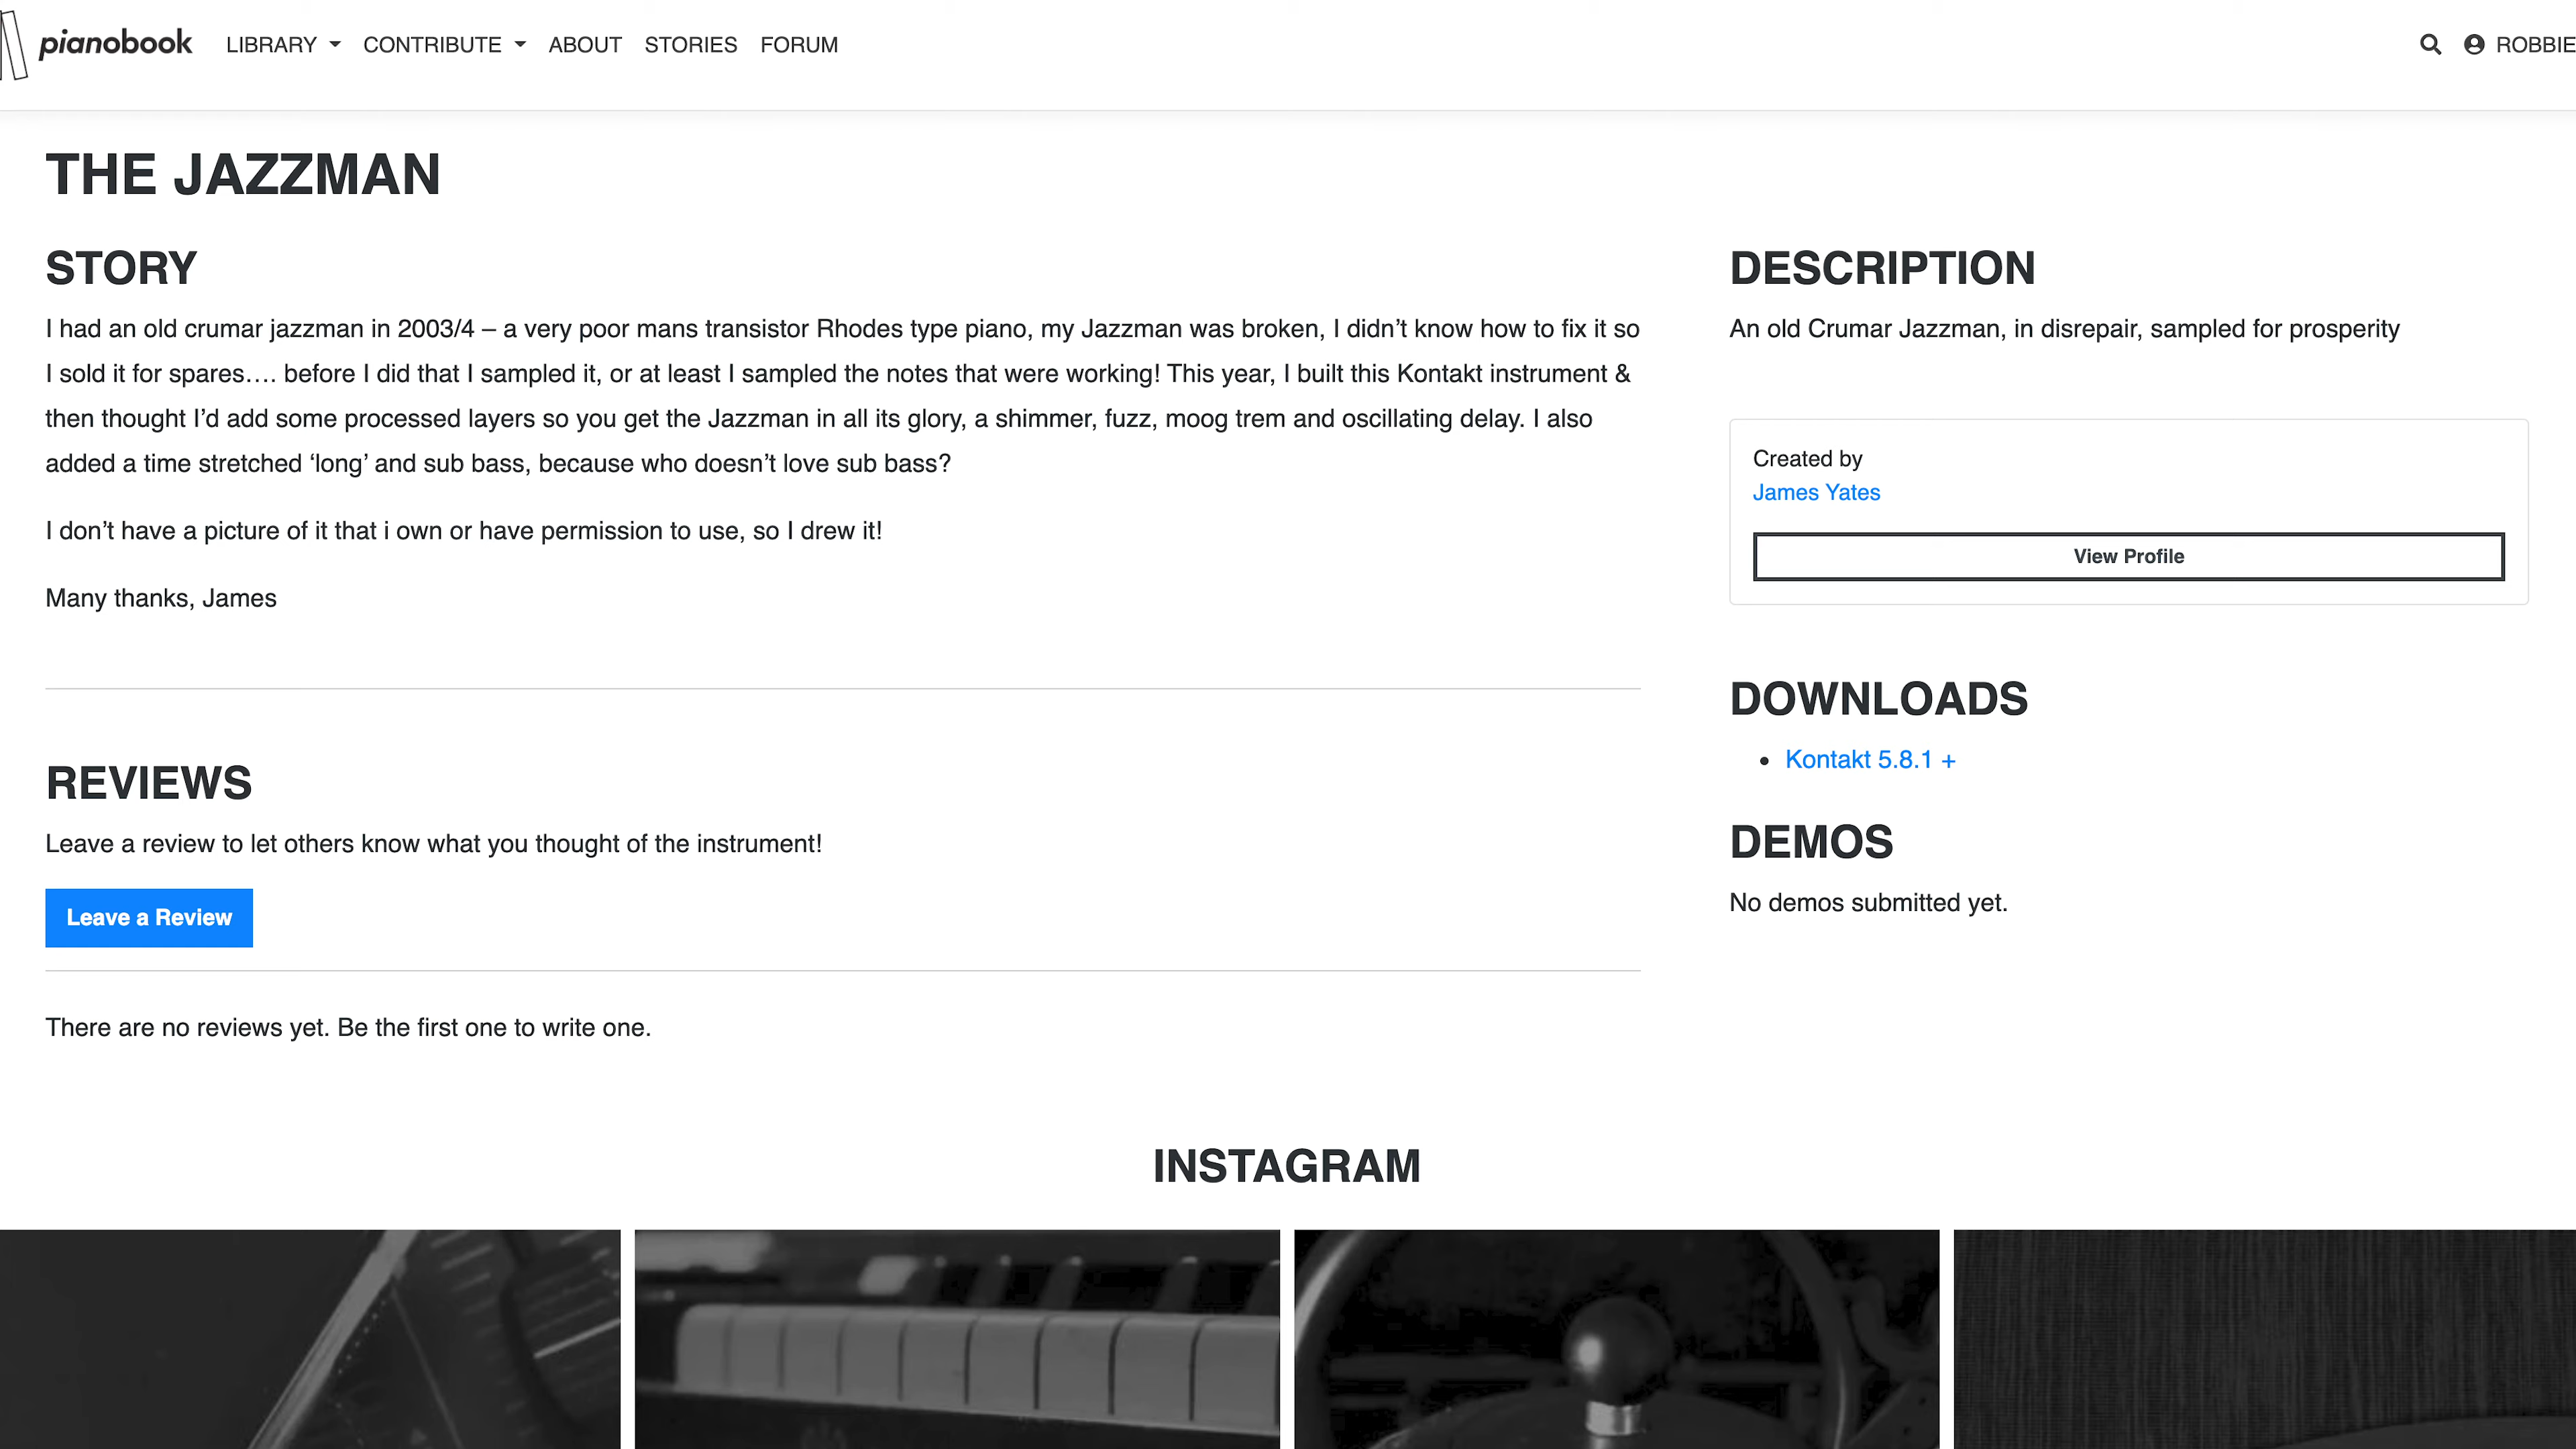 pianobook LIBRARY CONTRIBUTE ABOUT STORIES FORUM ROBBIE
THE JAZZMAN
STORY
I had an old crumar jazzman in 2003/4 – a very poor mans transistor Rhodes type piano, my Jazzman was broken, I didn’t know how to fix it so
I sold it for spares…. before I did that I sampled it, or at least I sampled the notes that were working! This year, I built this Kontakt instrument &
then thought I’d add some processed layers so you get the Jazzman in all its glory, a shimmer, fuzz, moog trem and oscillating delay. I also
added a time stretched ‘long’ and sub bass, because who doesn’t love sub bass?
I don’t have a picture of it that i own or have permission to use, so I drew it!
Many thanks, James
REVIEWS
Leave a review to let others know what you thought of the instrument!
Leave a Review
There are no reviews yet. Be the first one to write one.
DESCRIPTION
An old Crumar Jazzman, in disrepair, sampled for prosperity
Created by
James Yates
View Profile
DOWNLOADS
• Kontakt 5.8.1 +
DEMOS
No demos submitted yet.
INSTAGRAM